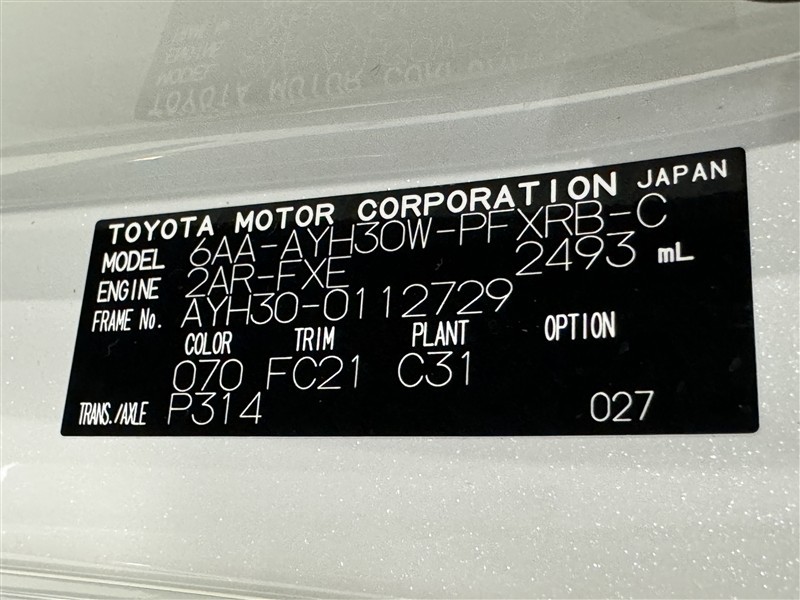 TOYOTA MOTOR CORPORATION JAPAN
MODEL 6AA-AYH30W-PFXRB-C
ENGINE 2AR-FXE 2493 mL
FRAME No. AYH30-0112729
COLOR TRIM PLANT OPTION
070 FC21 C31
TRANS./AXLE P314 027